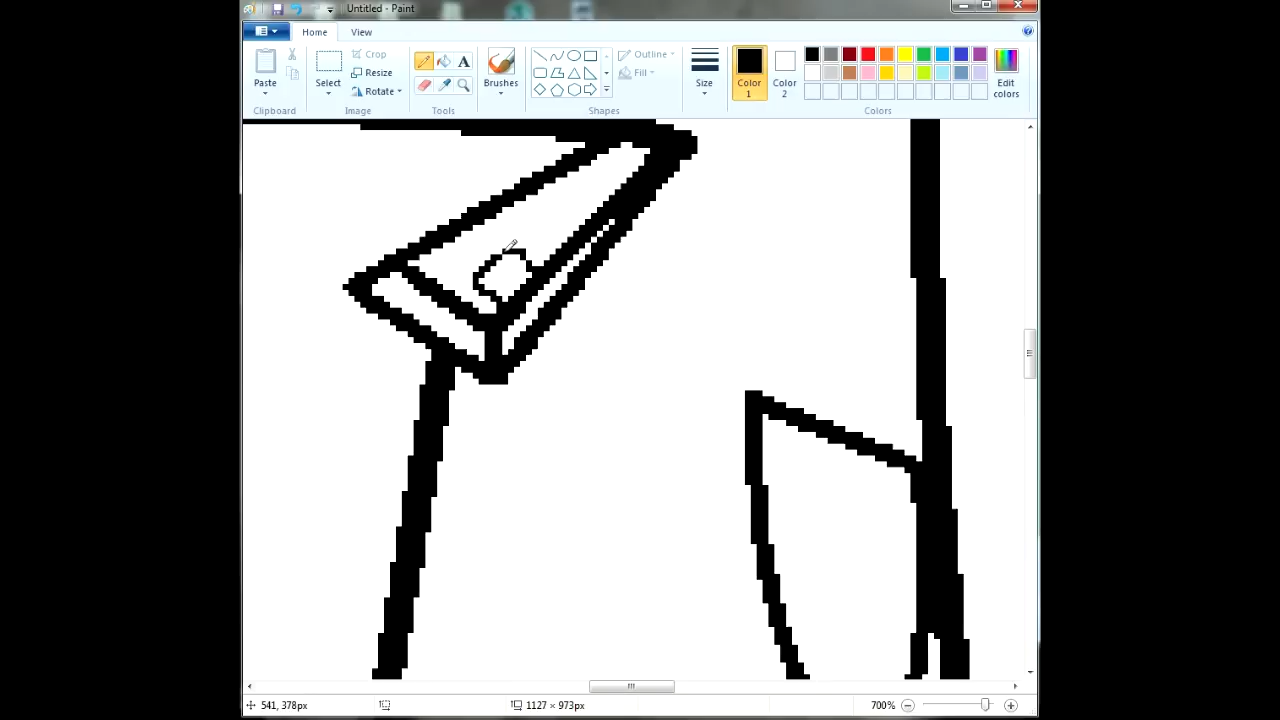 Untitled - Paint
Home View
Paste
Clipboard
Select
Crop
Resize
Rotate
Image
A
Tools
Brushes
Shapes
Outline
Fill
Size
Color
1
Color
2
Edit
colors
Colors
541, 378px
1127 × 973px
700%